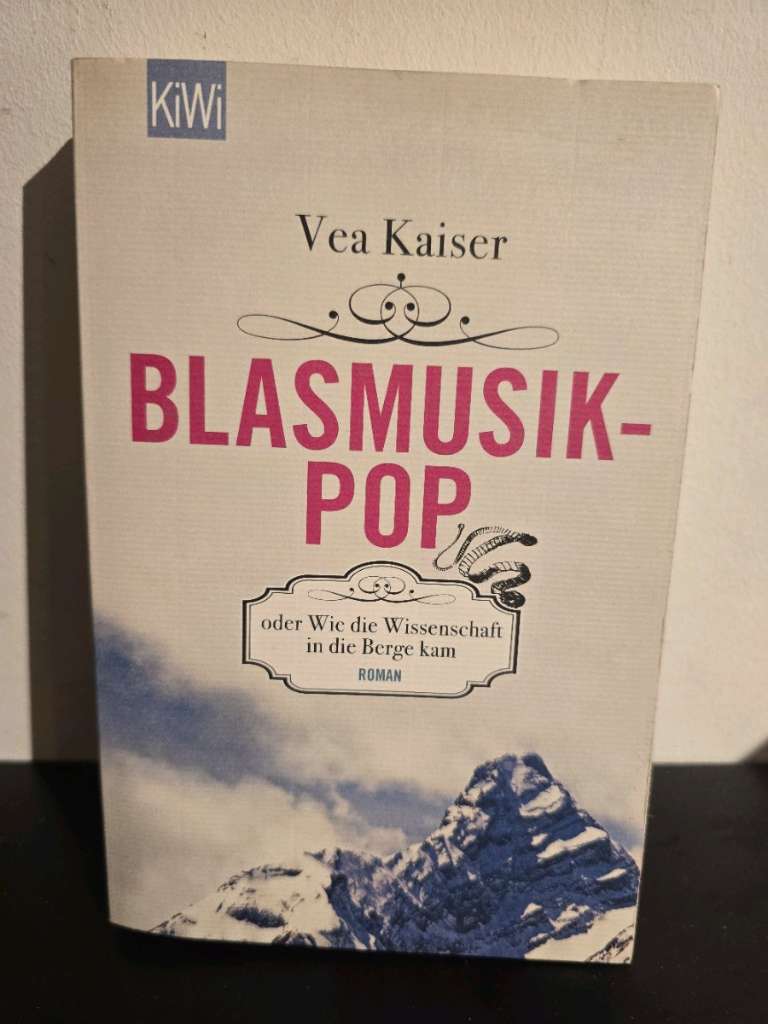 KiWi
Vea Kaiser
BLASMUSIK-
POP
oder Wie die Wissenschaft
in die Berge kam
ROMAN